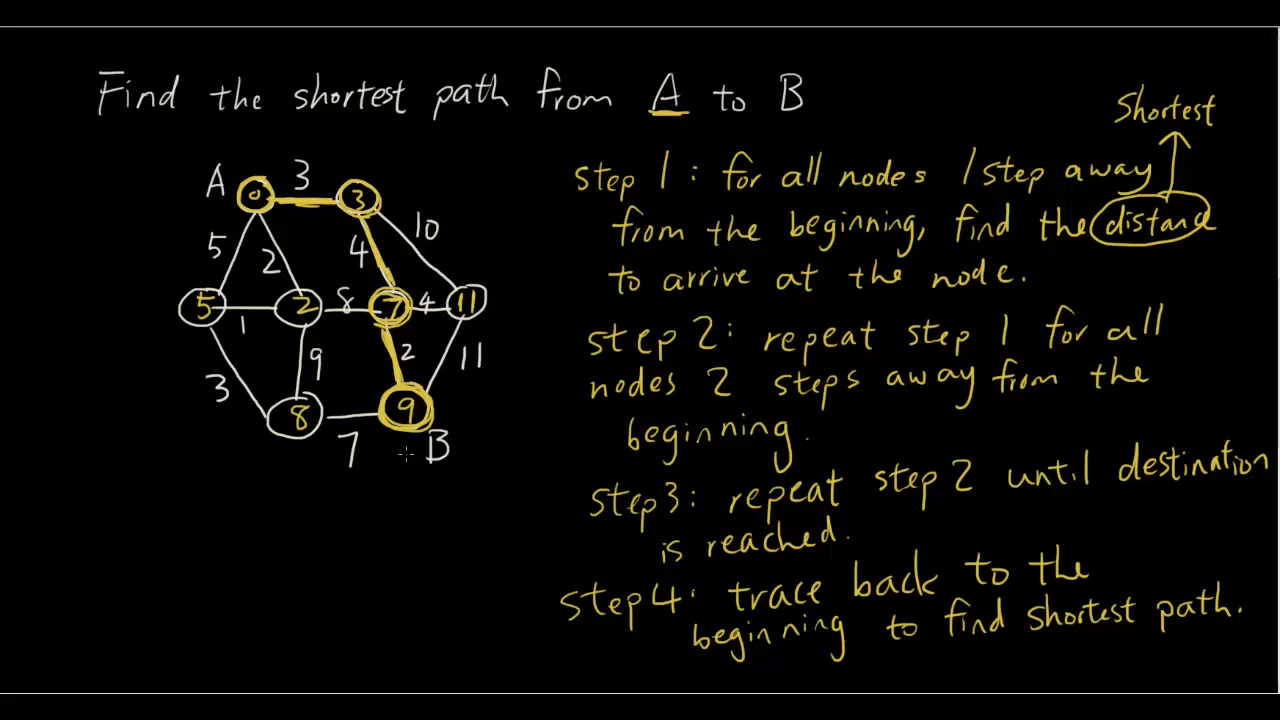 Find the shortest path from A to B
Shortest
step 1: for all nodes 1 step away
from the beginning, find the distance
to arrive at the node.
step 2: repeat step 1 for all
nodes 2 steps away from the
beginning.
step3: repeat step 2 until destination
is reached.
step4: trace back to the
beginning to find shortest path.
A 0 3 3
5 2 4 10
5 1 2 8 7 4 11
3 9 2 11
8 7 9 B